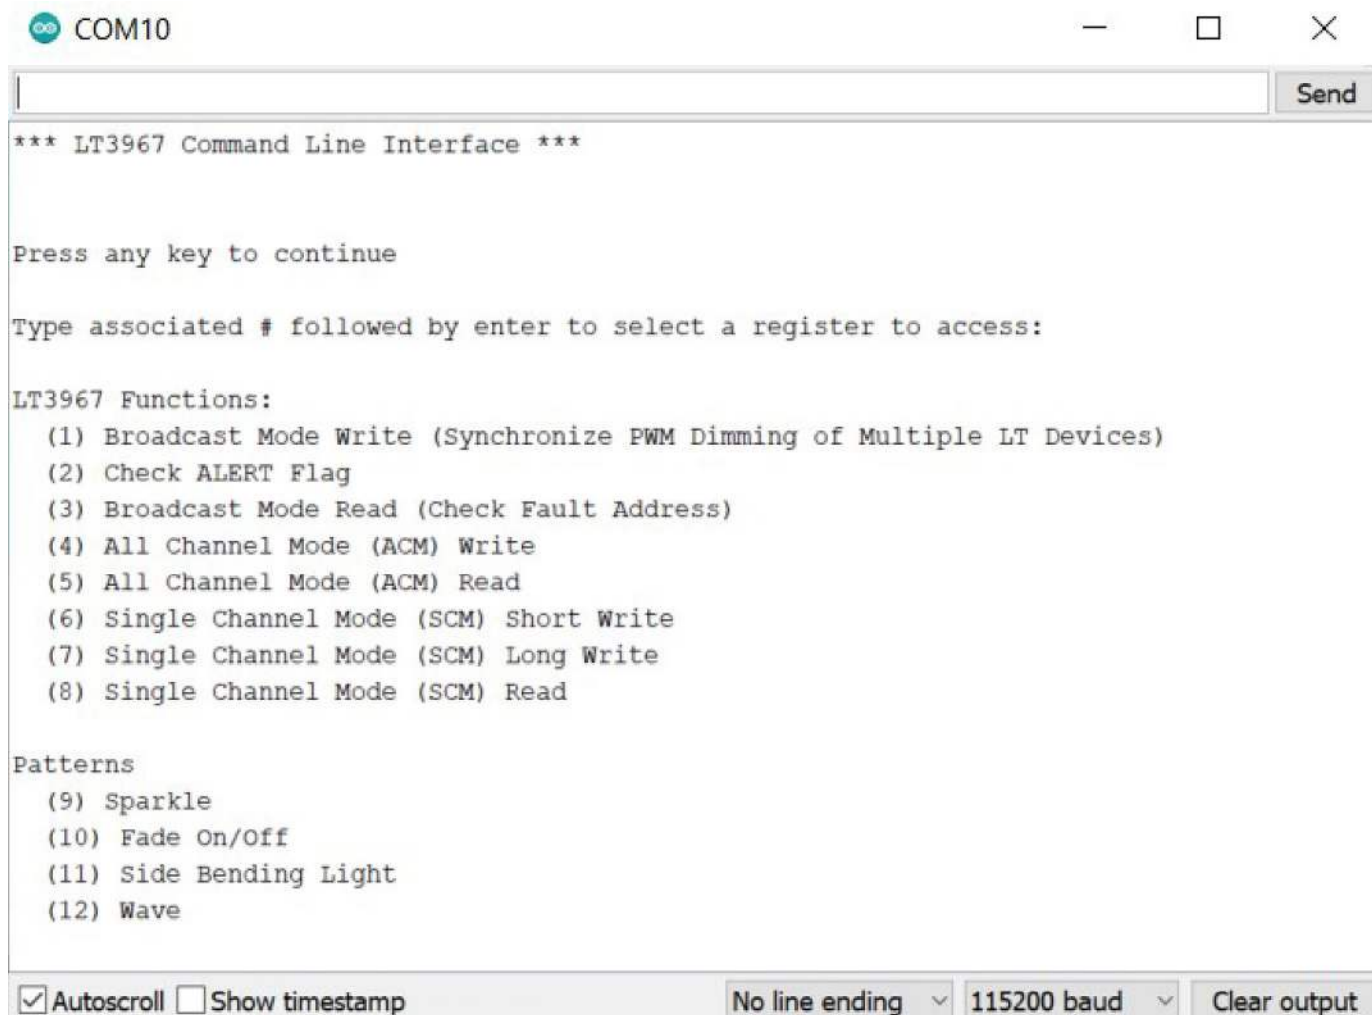 COM10
Send
*** LT3967 Command Line Interface ***
Press any key to continue
Type associated # followed by enter to select a register to access:
LT3967 Functions:
(1) Broadcast Mode Write (Synchronize PWM Dimming of Multiple LT Devices)
(2) Check ALERT Flag
(3) Broadcast Mode Read (Check Fault Address)
(4) All Channel Mode (ACM) Write
(5) All Channel Mode (ACM) Read
(6) Single Channel Mode (SCM) Short Write
(7) Single Channel Mode (SCM) Long Write
(8) Single Channel Mode (SCM) Read
Patterns
(9) Sparkle
(10) Fade On/Off
(11) Side Bending Light
(12) Wave
Autoscroll Show timestamp No line ending 115200 baud Clear output